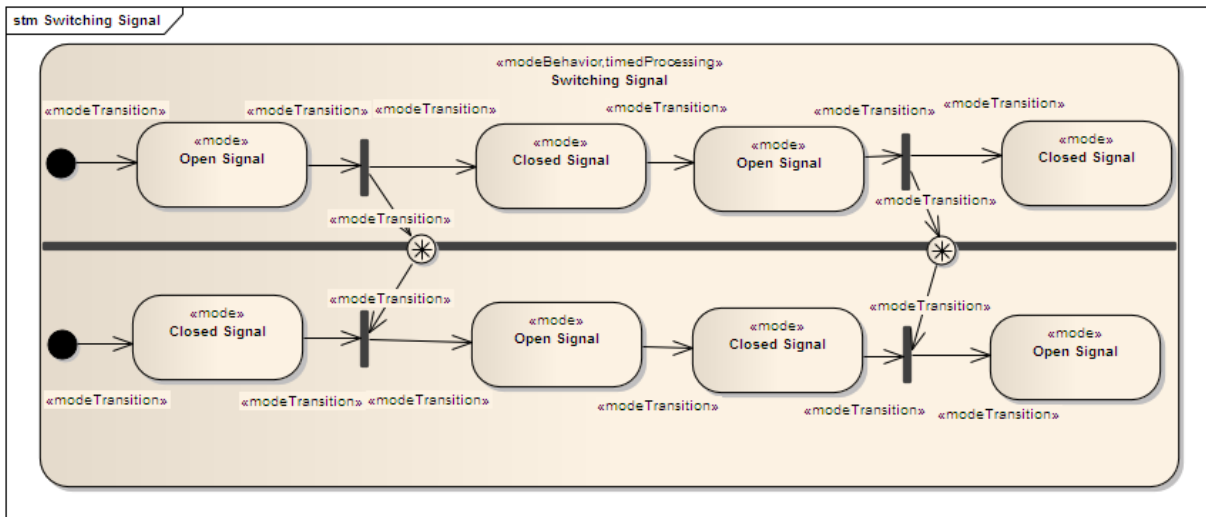 stm Switching Signal
«modeBehavior,timedProcessing»
Switching Signal
«modeTransition»
«modeTransition»
«modeTransition»
«modeTransition»
«modeTransition»
«modeTransition»
«mode»
Open Signal
«mode»
Closed Signal
«mode»
Open Signal
«mode»
Closed Signal
«modeTransition»
«modeTransition»
«modeTransition»
«modeTransition»
«mode»
Closed Signal
«mode»
Open Signal
«mode»
Closed Signal
«mode»
Open Signal
«modeTransition»
«modeTransition»
«modeTransition»
«modeTransition»
«modeTransition»
«modeTransition»